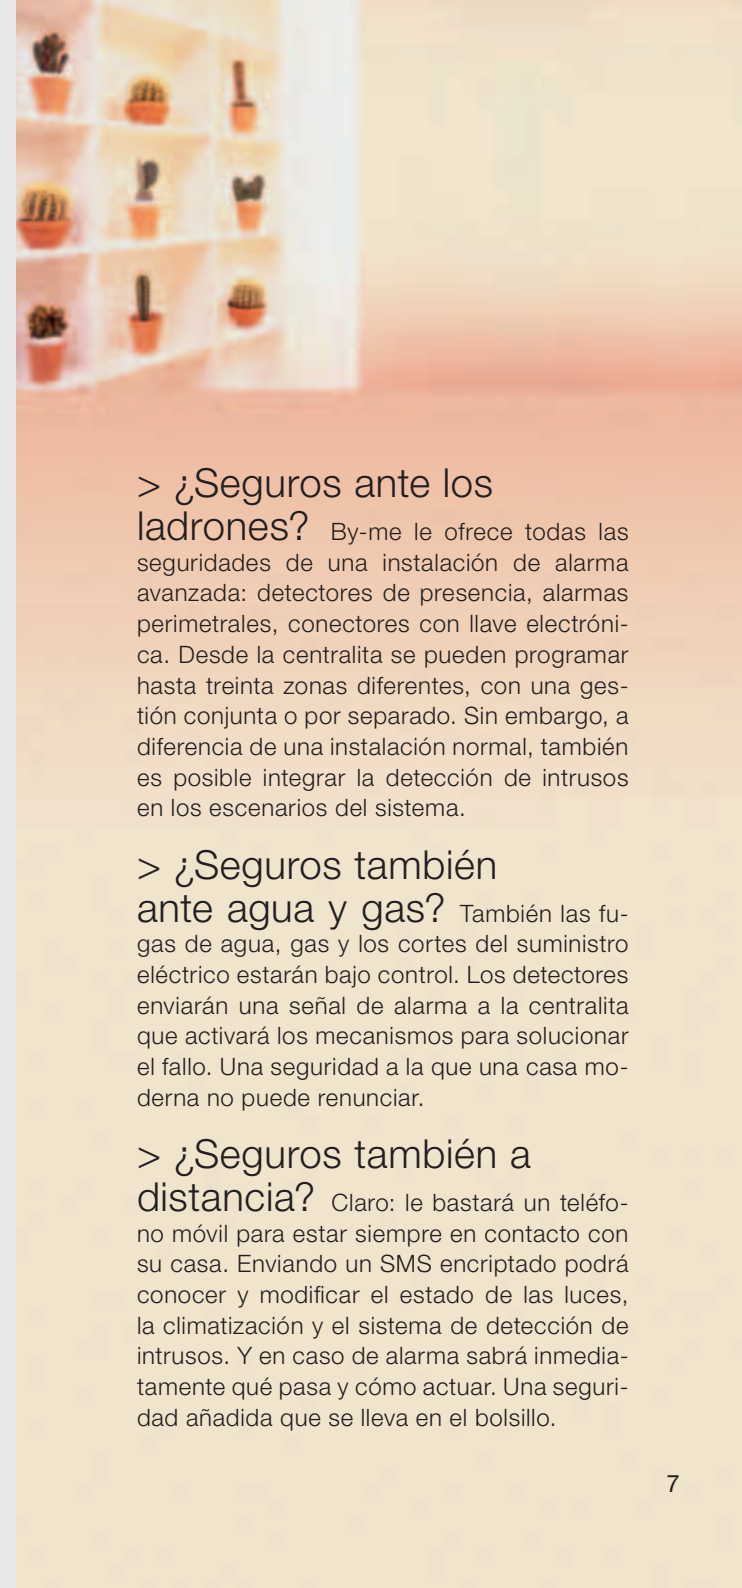 > ¿Seguros ante los
ladrones? By-me le ofrece todas las
seguridades de una instalación de alarma
avanzada: detectores de presencia, alarmas
perimetrales, conectores con llave electróni-
ca. Desde la centralita se pueden programar
hasta treinta zonas diferentes, con una ges-
tión conjunta o por separado. Sin embargo, a
diferencia de una instalación normal, también
es posible integrar la detección de intrusos
en los escenarios del sistema.
> ¿Seguros también
ante agua y gas? También las fu-
gas de agua, gas y los cortes del suministro
eléctrico estarán bajo control. Los detectores
enviarán una señal de alarma a la centralita
que activará los mecanismos para solucionar
el fallo. Una seguridad a la que una casa mo-
derna no puede renunciar.
> ¿Seguros también a
distancia? Claro: le bastará un teléfo-
no móvil para estar siempre en contacto con
su casa. Enviando un SMS encriptado podrá
conocer y modificar el estado de las luces,
la climatización y el sistema de detección de
intrusos. Y en caso de alarma sabrá inmedia-
tamente qué pasa y cómo actuar. Una seguri-
dad añadida que se lleva en el bolsillo.
7